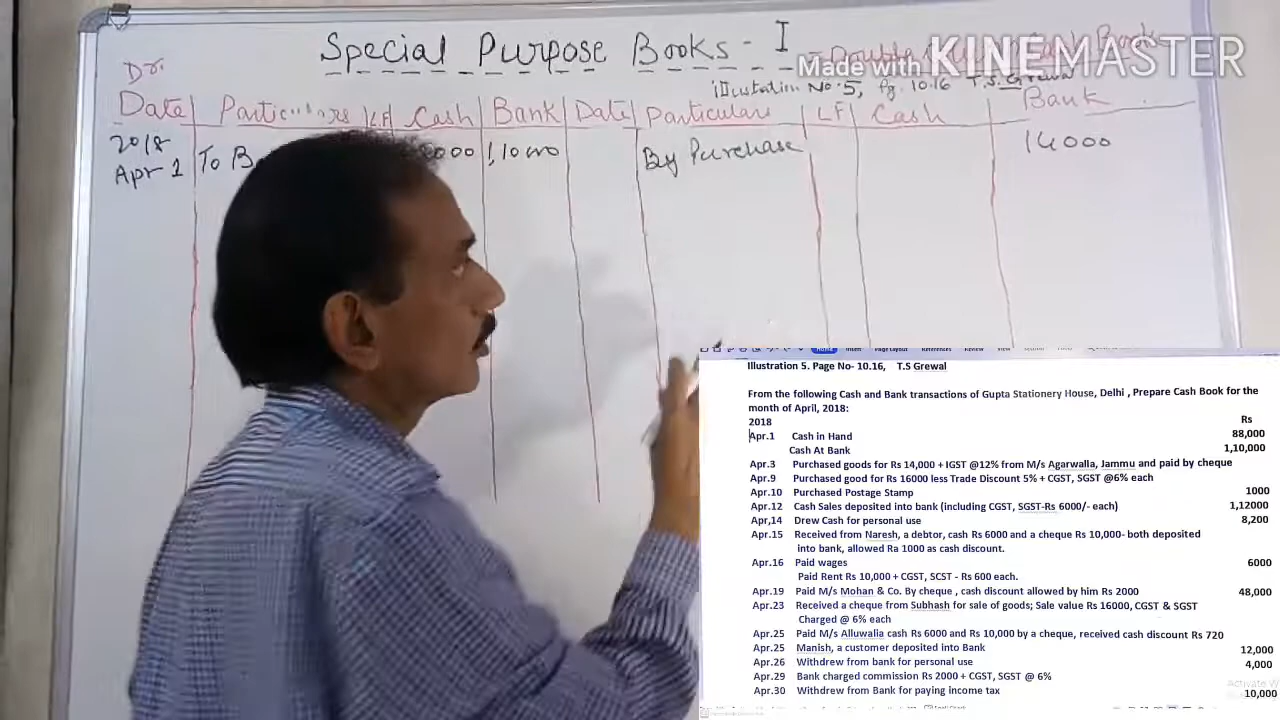 Special Purpose Books - I
Made with KINEMASTER
No 5, Pg. 10.16 T.S. Grewal
Dr.
Date Particulars LF Cash Bank Date Particulars LF Cash Bank
2018
Apr 1 To 1,10000 By Purchase 14000
Illustration 5. Page No- 10.16, T.S Grewal
From the following Cash and Bank transactions of Gupta Stationery House, Delhi , Prepare Cash Book for the
month of April, 2018:
2018 Rs
Apr.1 Cash in Hand 88,000
Cash At Bank 1,10,000
Apr.3 Purchased goods for Rs 14,000 + IGST @12% from M/s Agarwalla, Jammu and paid by cheque
Apr.9 Purchased good for Rs 16000 less Trade Discount 5% + CGST, SGST @6% each
Apr.10 Purchased Postage Stamp 1000
Apr.12 Cash Sales deposited into bank (including CGST, SGST-Rs 6000/- each) 1,12000
Apr,14 Drew Cash for personal use 8,200
Apr.15 Received from Naresh, a debtor, cash Rs 6000 and a cheque Rs 10,000- both deposited
into bank, allowed Ra 1000 as cash discount.
Apr.16 Paid wages 6000
Paid Rent Rs 10,000 + CGST, SCST - Rs 600 each.
Apr.19 Paid M/s Mohan & Co. By cheque , cash discount allowed by him Rs 2000 48,000
Apr.23 Received a cheque from Subhash for sale of goods; Sale value Rs 16000, CGST & SGST
Charged @ 6% each
Apr.25 Paid M/s Alluwalia cash Rs 6000 and Rs 10,000 by a cheque, received cash discount Rs 720
Apr.25 Manish, a customer deposited into Bank 12,000
Apr.26 Withdrew from bank for personal use 4,000
Apr.29 Bank charged commission Rs 2000 + CGST, SGST @ 6%
Apr.30 Withdrew from Bank for paying income tax 10,000